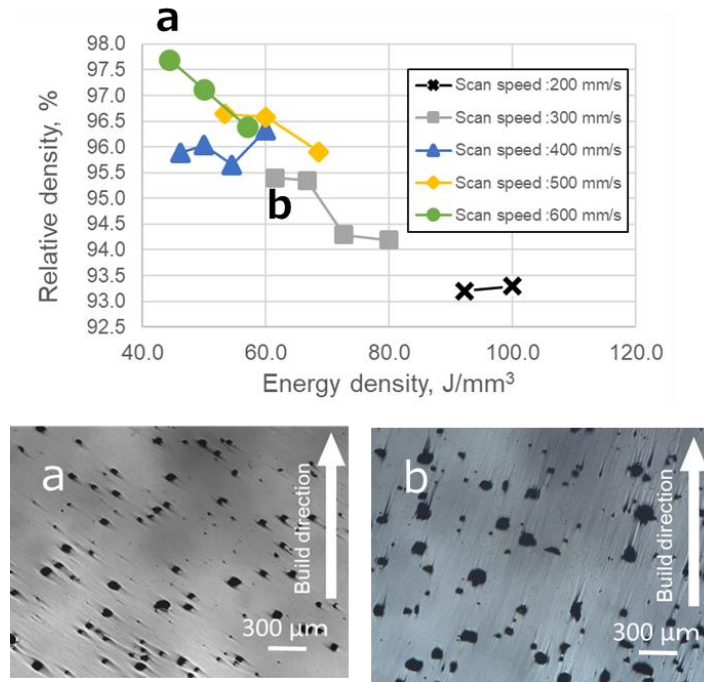 a
98.0
97.5
97.0
96.5
96.0
95.5
95.0
94.5
94.0
93.5
93.0
92.5
Relative density, %
40.0 60.0 80.0 100.0 120.0
Energy density, J/mm³
Scan speed :200 mm/s
Scan speed :300 mm/s
Scan speed :400 mm/s
Scan speed :500 mm/s
Scan speed :600 mm/s
b
a
Build direction
300 μm
b
Build direction
300 μm